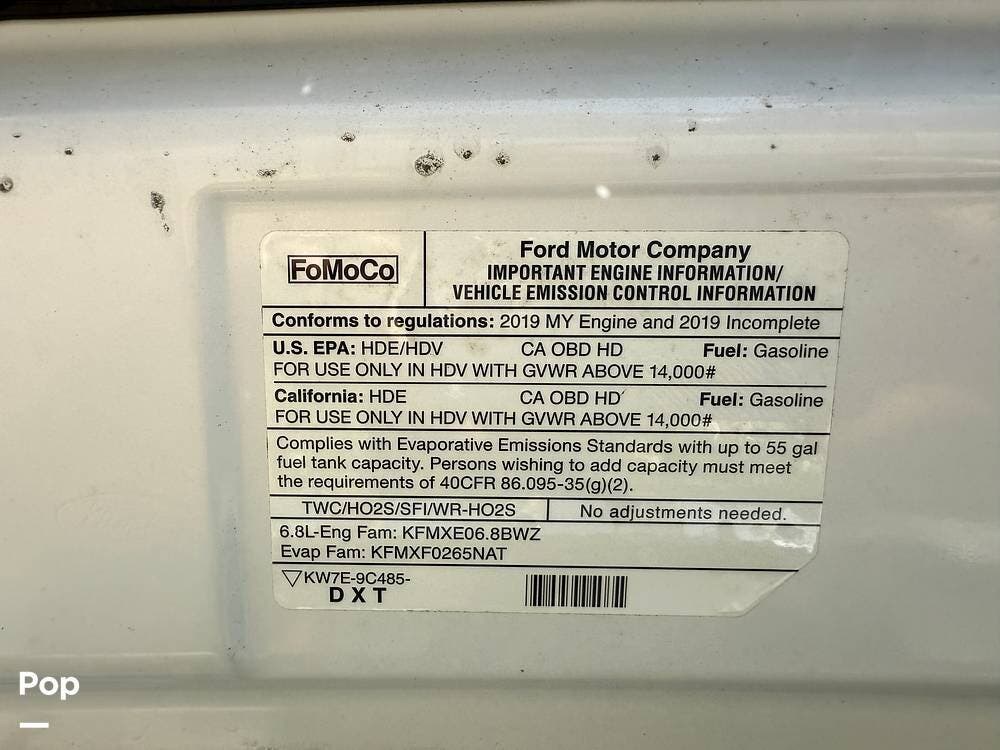 FoMoCo
Ford Motor Company
IMPORTANT ENGINE INFORMATION/
VEHICLE EMISSION CONTROL INFORMATION
Conforms to regulations: 2019 MY Engine and 2019 Incomplete
U.S. EPA: HDE/HDV CA OBD HD Fuel: Gasoline
FOR USE ONLY IN HDV WITH GVWR ABOVE 14,000#
California: HDE CA OBD HD Fuel: Gasoline
FOR USE ONLY IN HDV WITH GVWR ABOVE 14,000#
Complies with Evaporative Emissions Standards with up to 55 gal
fuel tank capacity. Persons wishing to add capacity must meet
the requirements of 40CFR 86.095-35(g)(2).
TWC/HO2S/SFI/WR-HO2S No adjustments needed.
6.8L-Eng Fam: KFMXE06.8BWZ
Evap Fam: KFMXF0265NAT
KW7E-9C485-
D X T
Pop